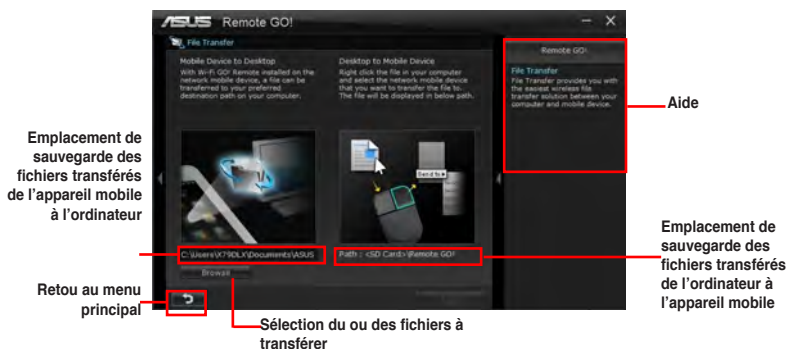 ASUS Remote GO!
File Transfer
Mobile Device to Desktop
With Wi-Fi GO! Remote installed on the
network mobile device, a file can be
transferred to your preferred
destination path on your computer.
Desktop to Mobile Device
Right click the file in your computer
and select the network mobile device
that you want to transfer the file to.
The file will be displayed in below path.
Send to
C:\Users\X79DLX\Documents\ASUS
Browse
Path : <SD Card>\Remote GO!
Remote GO!
File Transfer
File Transfer provides you with
the easiest wireless file
transfer solution between your
computer and mobile device.
Aide
Emplacement de
sauvegarde des
fichiers transférés
de l'appareil mobile
à l'ordinateur
Emplacement de
sauvegarde des
fichiers transférés
de l'ordinateur à
l'appareil mobile
Retou au menu
principal
Sélection du ou des fichiers à
transférer